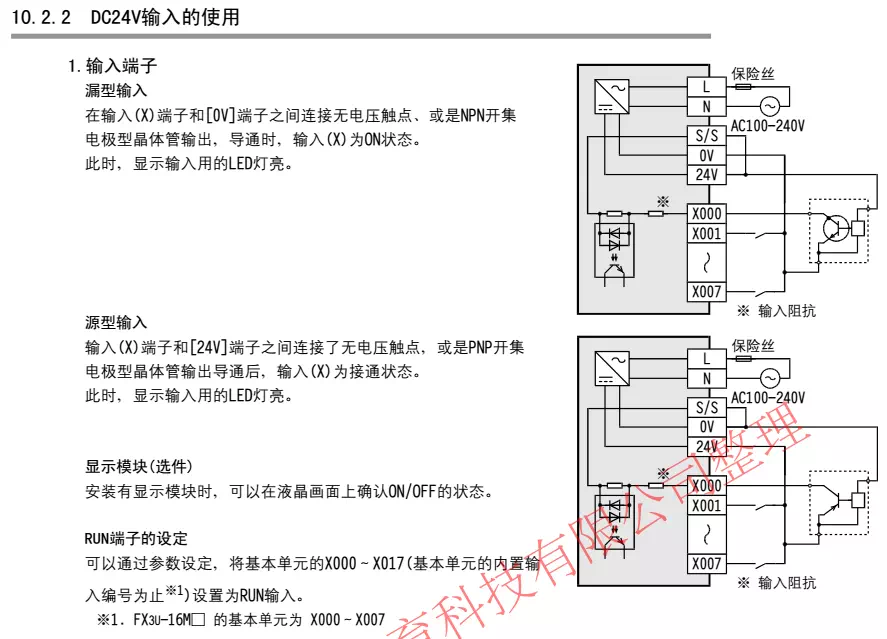 10.2.2 DC24V输入的使用
1. 输入端子
漏型输入
在输入(X)端子和[0V]端子之间连接无电压触点、或是NPN开集
电极型晶体管输出，导通时，输入(X)为ON状态。
此时，显示输入用的LED灯亮。
L
保险丝
N
AC100-240V
S/S
0V
24V
※
X000
X001
X007
※ 输入阻抗
源型输入
输入(X)端子和[24V]端子之间连接了无电压触点，或是PNP开集
电极型晶体管输出导通后，输入(X)为接通状态。
此时，显示输入用的LED灯亮。
L
保险丝
N
AC100-240V
S/S
0V
24V
※
X000
X001
X007
※ 输入阻抗
显示模块(选件)
安装有显示模块时，可以在液晶画面上确认ON/OFF的状态。
RUN端子的设定
可以通过参数设定，将基本单元的X000～X017(基本单元的内置输
入编号为止※1)设置为RUN输入。
※1. FX3U-16M□ 的基本单元为 X000～X007
育科技有限公司整理